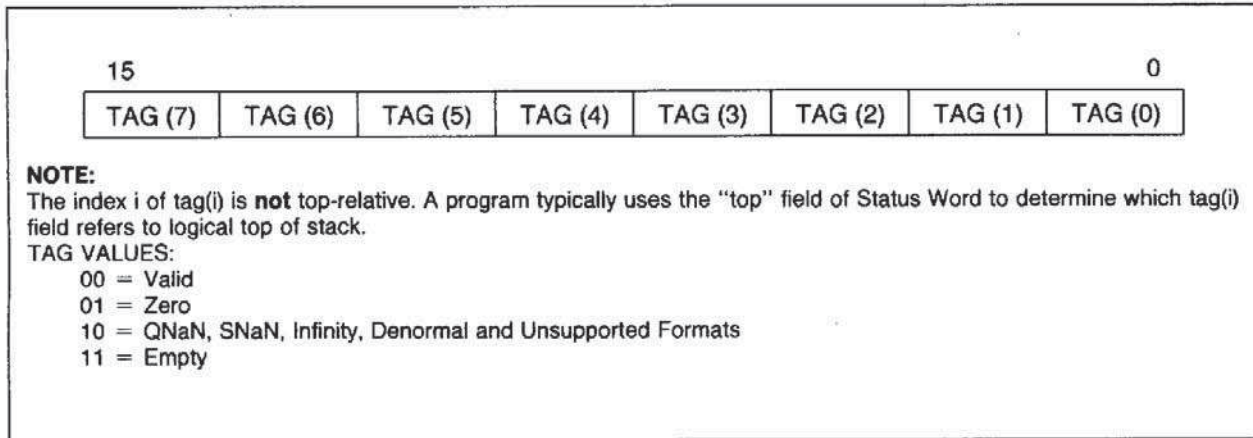 15 0
TAG (7) TAG (6) TAG (5) TAG (4) TAG (3) TAG (2) TAG (1) TAG (0)
NOTE:
The index i of tag(i) is not top-relative. A program typically uses the “top” field of Status Word to determine which tag(i)
field refers to logical top of stack.
TAG VALUES:
00 = Valid
01 = Zero
10 = QNaN, SNaN, Infinity, Denormal and Unsupported Formats
11 = Empty